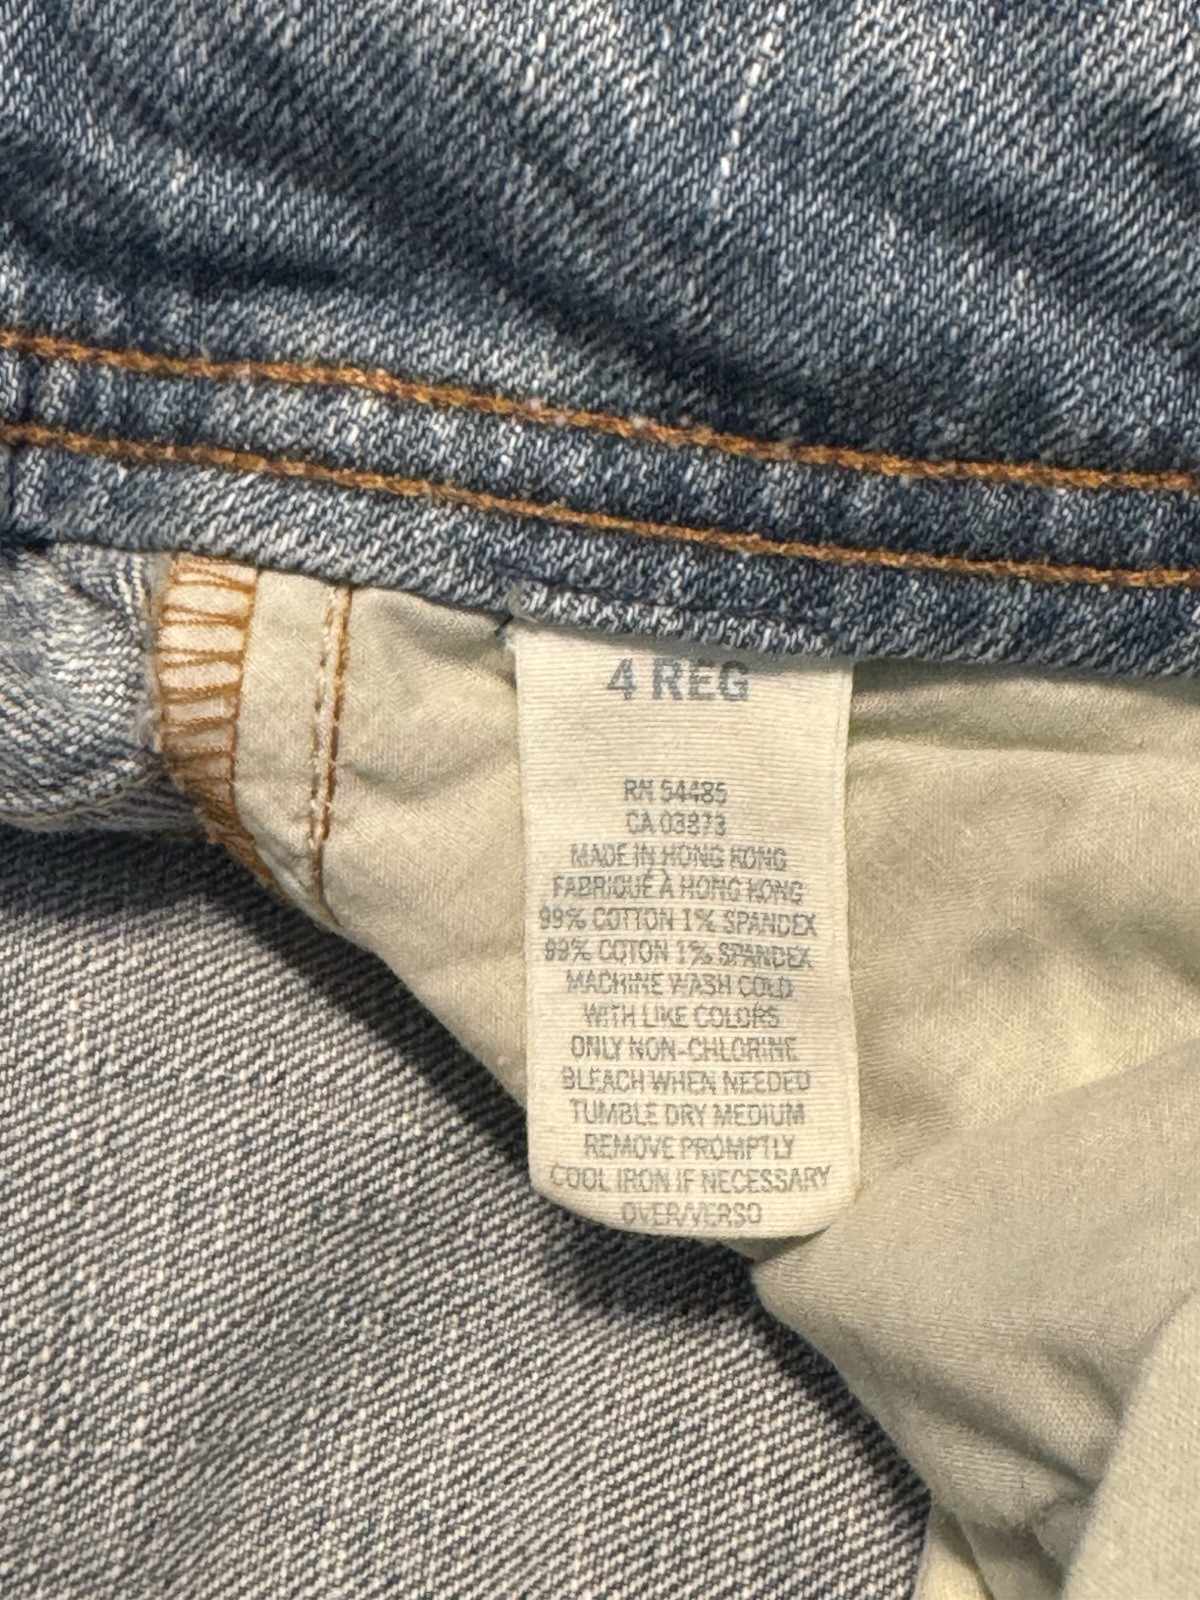 4 REG
RN 54485
CA 03873
MADE IN HONG KONG
FABRIQUÉ À HONG KONG
99% COTTON 1% SPANDEX
99% COTON 1% SPANDEX
MACHINE WASH COLD
WITH LIKE COLORS
ONLY NON-CHLORINE
BLEACH WHEN NEEDED
TUMBLE DRY MEDIUM
REMOVE PROMPTLY
COOL IRON IF NECESSARY
OVER/VERSO